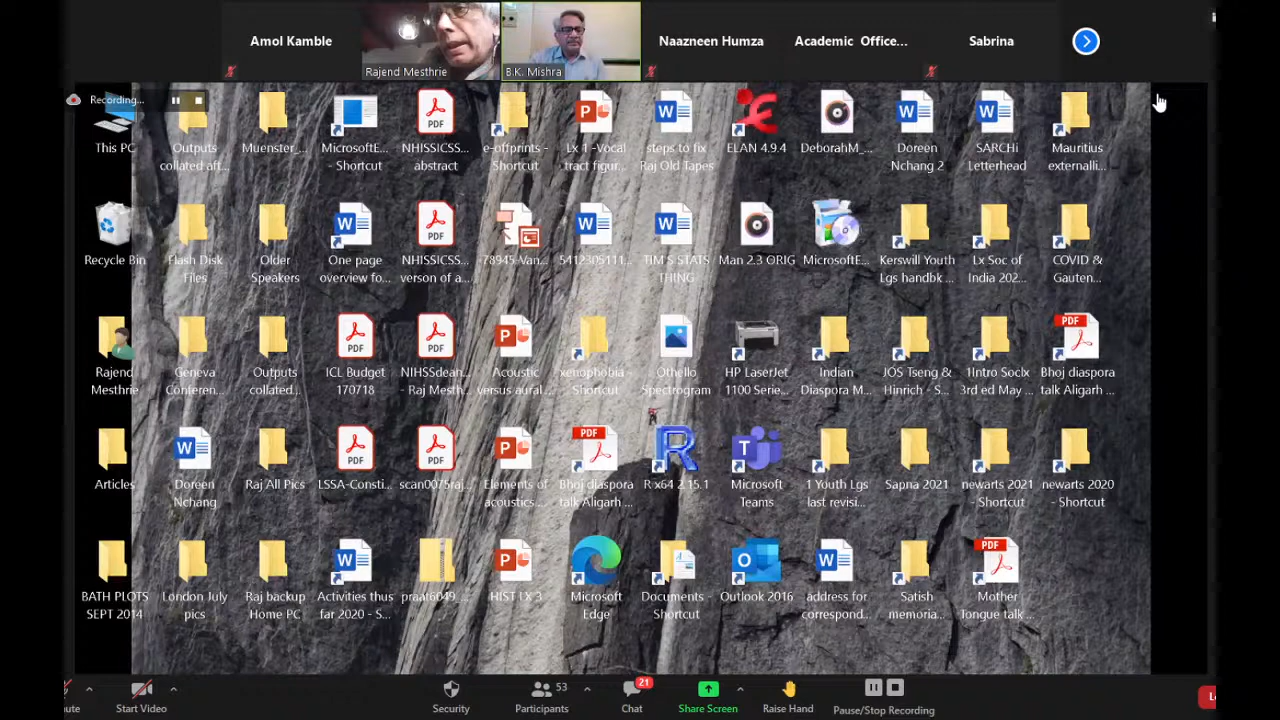 Amol Kamble
Rajend Mesthrie
B.K. Mishra
Naazneen Humza
Academic Office...
Sabrina
Recording...
This PC
Outputs
collated aft...
Muenster_...
MicrosoftE...
- Shortcut
NHISSICSS...
abstract
e-offprints -
Shortcut
Lx 1 -Vocal
tract figur...
steps to fix
Raj Old Tapes
ELAN 4.9.4
DeborahM_...
Doreen
Nchang 2
SARCHi
Letterhead
Mauritius
externalli...
Recycle Bin
Flash Disk
Files
Older
Speakers
One page
overview fo...
NHISSICSS...
verson of a...
78945-Van...
5412305111...
TIM'S STATS
THING
Man 2.3 ORIG
MicrosoftE...
Kerswill Youth
Lgs handbk ...
Lx Soc of
India 202...
COVID &
Gauten...
Rajend
Mesthrie
Geneva
Conferen...
Outputs
collated...
ICL Budget
170718
NIHSSdean...
- Raj Mesth...
Acoustic
versus aural...
xenophobia -
Shortcut
Othello
Spectrogram
HP LaserJet
1100 Serie...
Indian
Diaspora M...
JOS Tseng &
Hinrich - S...
1Intro Soclx
3rd ed May ...
PDF
Bhoj diaspora
talk Aligarh ...
Articles
Doreen
Nchang
Raj All Pics
LSSA-Consti...
scan0075raj...
Elements of
acoustics...
PDF
Bhoj diaspora
talk Aligarh ...
R x64 2.15.1
Microsoft
Teams
1 Youth Lgs
last revisi...
Sapna 2021
newarts 2021
- Shortcut
newarts 2020
- Shortcut
BATH PLOTS
SEPT 2014
London July
pics
Raj backup
Home PC
Activities thus
far 2020 - S...
praat6049_...
HIST LX 3
Microsoft
Edge
Documents -
Shortcut
Outlook 2016
address for
correspond...
Satish
memoria...
PDF
Mother
Tongue talk ...
ute
Start Video
Security
Participants
53
Chat
21
Share Screen
Raise Hand
Pause/Stop Recording